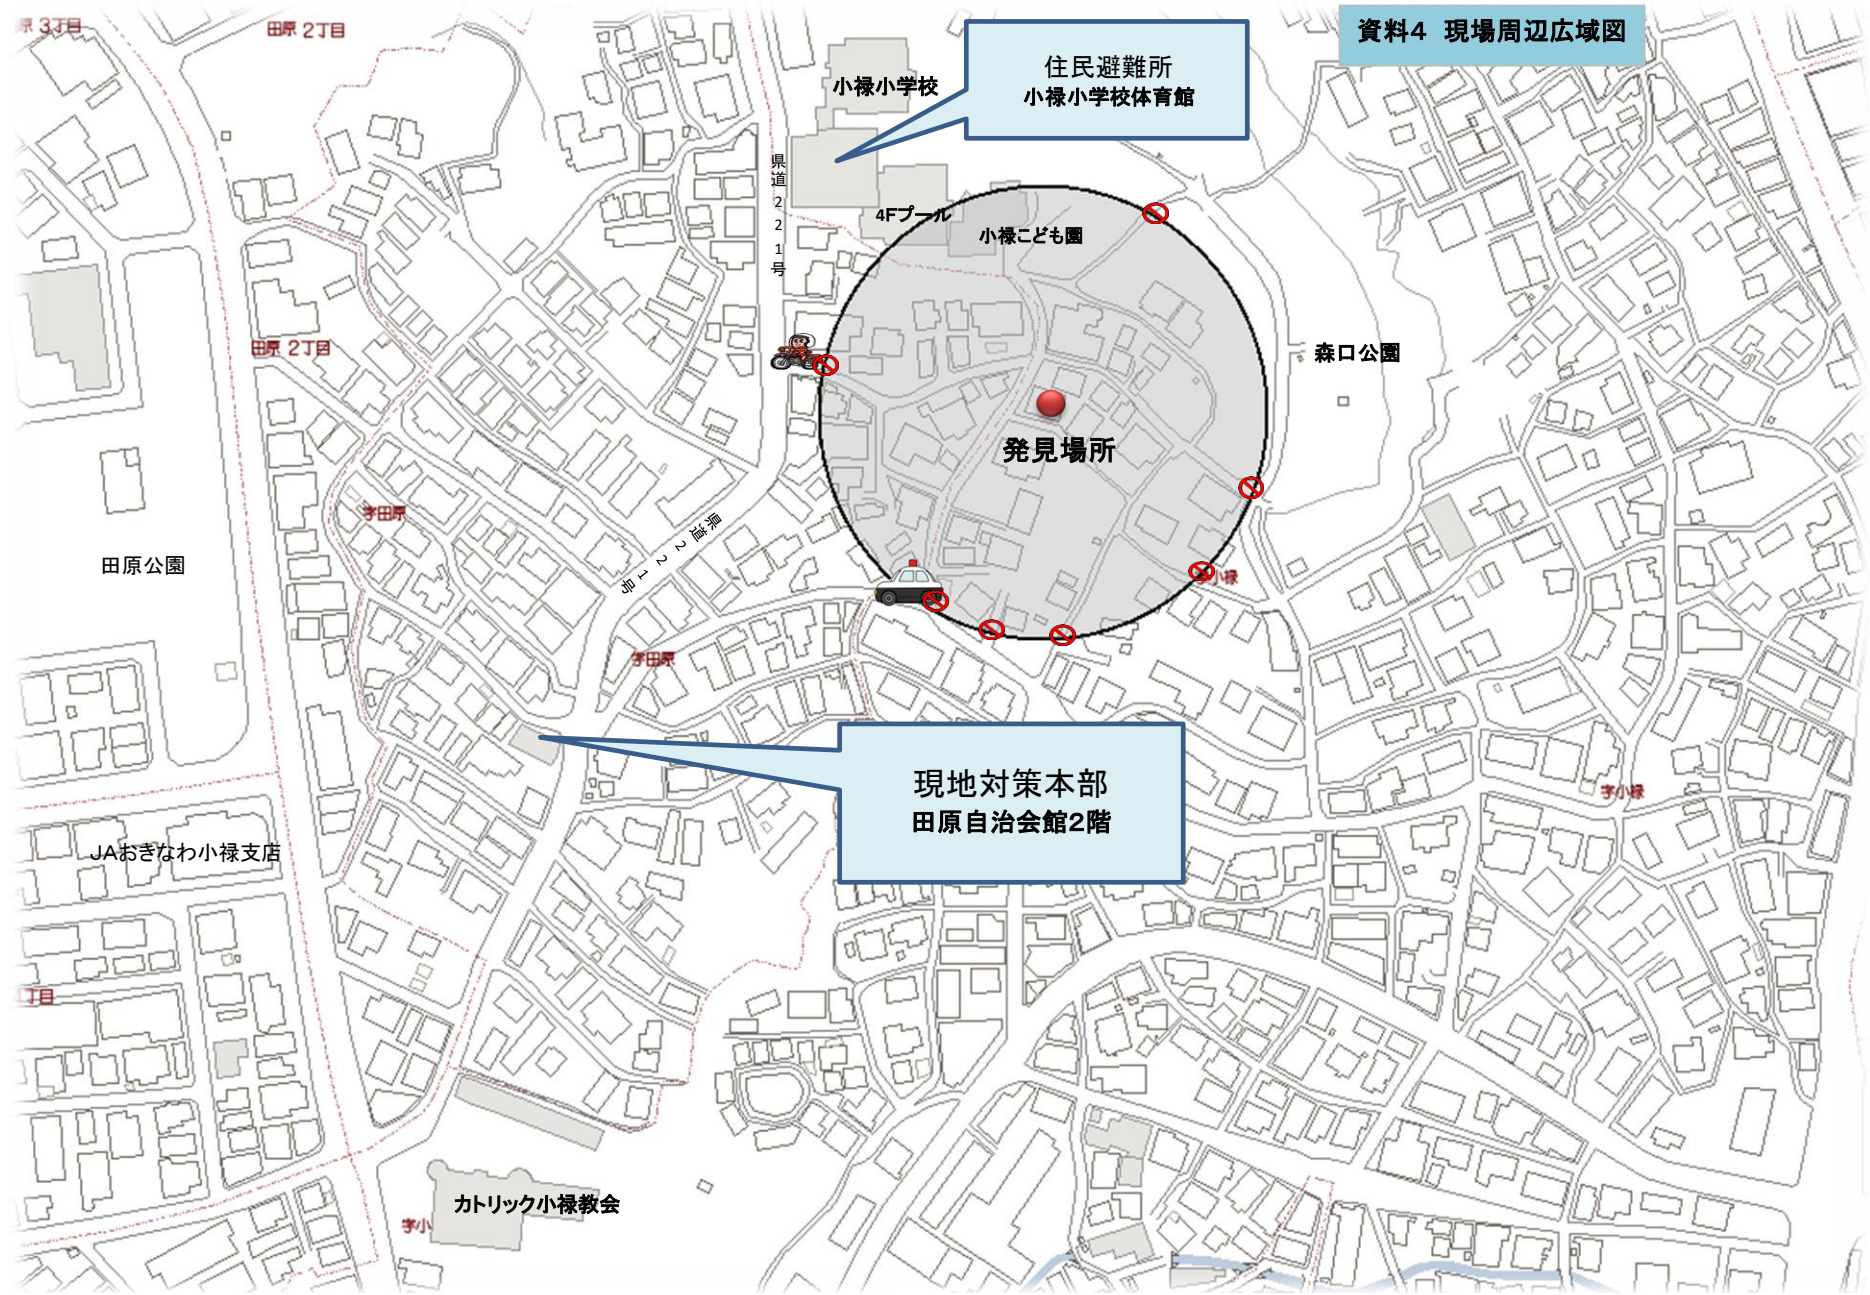 資料4 現場周辺広域図
田原 2丁目
住民避難所
小禄小学校体育館
小禄小学校
県道221号
4Fプール
小禄こども園
田原 2丁目
森口公園
発見場所
字田原
県道221号
田原公園
小禄
字田原
現地対策本部
田原自治会館2階
字小禄
JAおきなわ小禄支店
丁目
カトリック小禄教会
字小